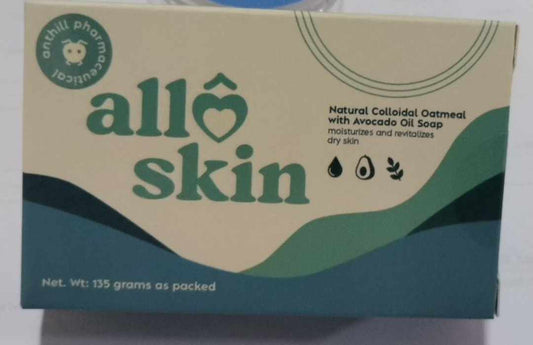 anthill pharmaceutical
allô
skin
Natural Colloidal Oatmeal
with Avocado Oil Soap
moisturizes and revitalizes
dry skin
Net. Wt: 135 grams as packed